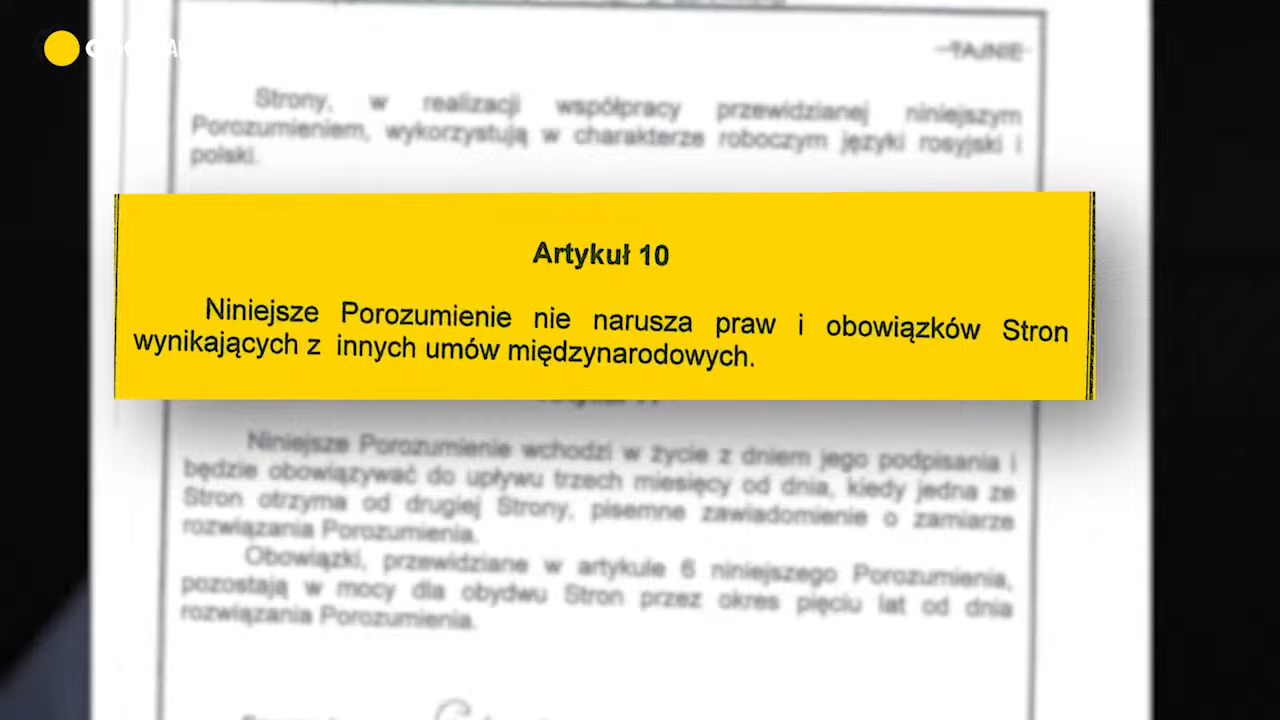 TAJNIE
Strony, w realizacji współpracy przewidzianej niniejszym
Porozumieniem, wykorzystują w charakterze roboczym języki rosyjski i
polski.
Artykuł 10
Niniejsze Porozumienie nie narusza praw i obowiązków Stron
wynikających z innych umów międzynarodowych.
Niniejsze Porozumienie wchodzi w życie z dniem jego podpisania i
będzie obowiązywać do upływu trzech miesięcy od dnia, kiedy jedna ze
Stron otrzyma od drugiej Strony, pisemne zawiadomienie o zamiarze
rozwiązania Porozumienia.
Obowiązki, przewidziane w artykule 6 niniejszego Porozumienia,
pozostają w mocy dla obydwu Stron przez okres pięciu lat od dnia
rozwiązania Porozumienia.